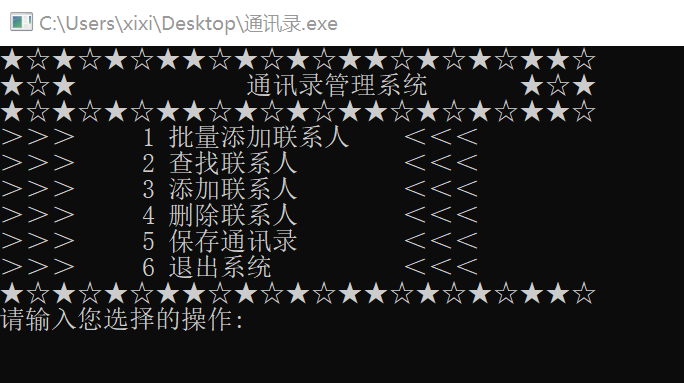 C:\Users\xixi\Desktop\通讯录.exe
★☆★☆★☆★★☆★☆★★☆★☆★☆★☆★★☆
★☆★ 通讯录管理系统 ★☆★
★☆★☆★☆★★☆★☆★☆★★☆★☆★☆★★☆
>>> 1 批量添加联系人 <<<
>>> 2 查找联系人 <<<
>>> 3 添加联系人 <<<
>>> 4 删除联系人 <<<
>>> 5 保存通讯录 <<<
>>> 6 退出系统 <<<
★☆★☆★☆★★☆★☆★☆★☆★☆★☆★★★☆
请输入您选择的操作: